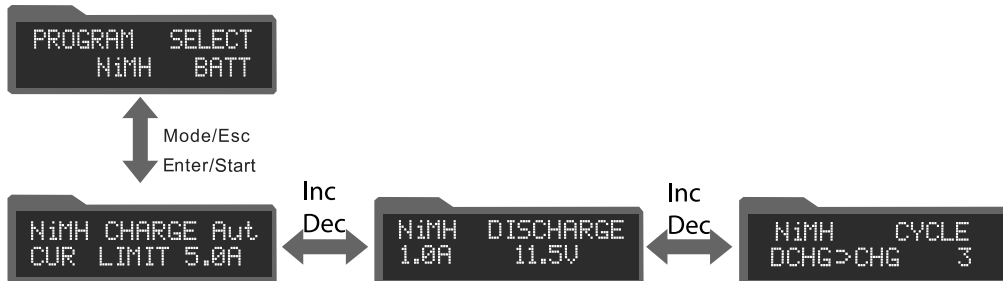 PROGRAM SELECT
NiMH BATT
Mode/Esc
Enter/Start
NiMH CHARGE Aut
CUR LIMIT 5.0A
Inc
Dec
NiMH DISCHARGE
1.0A 11.5V
Inc
Dec
NiMH CYCLE
DCHG>CHG 3